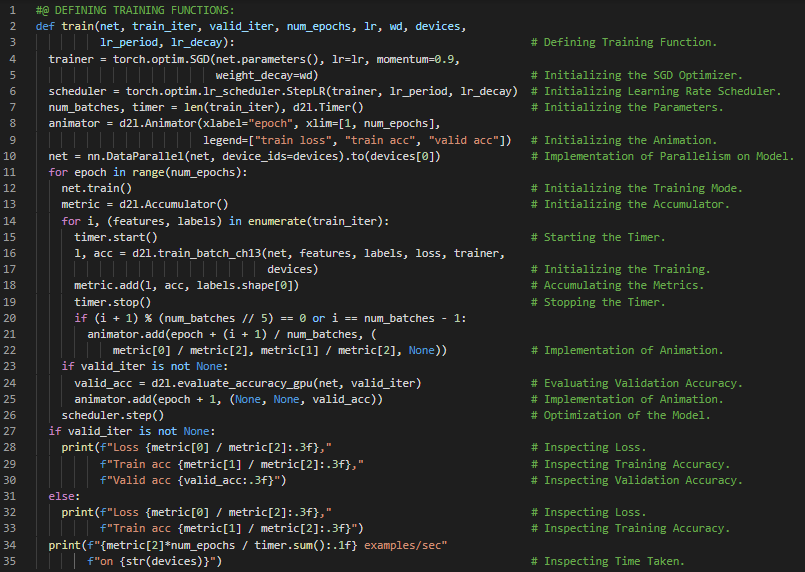 1 #@ DEFINING TRAINING FUNCTIONS:
2 def train(net, train_iter, valid_iter, num_epochs, lr, wd, devices,
3 lr_period, lr_decay): # Defining Training Function.
4 trainer = torch.optim.SGD(net.parameters(), lr=lr, momentum=0.9,
5 weight_decay=wd) # Initializing the SGD Optimizer.
6 scheduler = torch.optim.lr_scheduler.StepLR(trainer, lr_period, lr_decay) # Initializing Learning Rate Scheduler.
7 num_batches, timer = len(train_iter), d2l.Timer() # Initializing the Parameters.
8 animator = d2l.Animator(xlabel="epoch", xlim=[1, num_epochs],
9 legend=["train loss", "train acc", "valid acc"]) # Initializing the Animation.
10 net = nn.DataParallel(net, device_ids=devices).to(devices[0]) # Implementation of Parallelism on Model.
11 for epoch in range(num_epochs):
12 net.train() # Initializing the Training Mode.
13 metric = d2l.Accumulator() # Initializing the Accumulator.
14 for i, (features, labels) in enumerate(train_iter):
15 timer.start() # Starting the Timer.
16 l, acc = d2l.train_batch_ch13(net, features, labels, loss, trainer,
17 devices) # Initializing the Training.
18 metric.add(l, acc, labels.shape[0]) # Accumulating the Metrics.
19 timer.stop() # Stopping the Timer.
20 if (i + 1) % (num_batches // 5) == 0 or i == num_batches - 1:
21 animator.add(epoch + (i + 1) / num_batches, (
22 metric[0] / metric[2], metric[1] / metric[2], None)) # Implementation of Animation.
23 if valid_iter is not None:
24 valid_acc = d2l.evaluate_accuracy_gpu(net, valid_iter) # Evaluating Validation Accuracy.
25 animator.add(epoch + 1, (None, None, valid_acc)) # Implementation of Animation.
26 scheduler.step() # Optimization of the Model.
27 if valid_iter is not None:
28 print(f"Loss {metric[0] / metric[2]:.3f}," # Inspecting Loss.
29 f"Train acc {metric[1] / metric[2]:.3f}," # Inspecting Training Accuracy.
30 f"Valid acc {valid_acc:.3f}") # Inspecting Validation Accuracy.
31 else:
32 print(f"Loss {metric[0] / metric[2]:.3f}," # Inspecting Loss.
33 f"Train acc {metric[1] / metric[2]:.3f}") # Inspecting Training Accuracy.
34 print(f"{metric[2]*num_epochs / timer.sum():.1f} examples/sec"
35 f"on {str(devices)}") # Inspecting Time Taken.